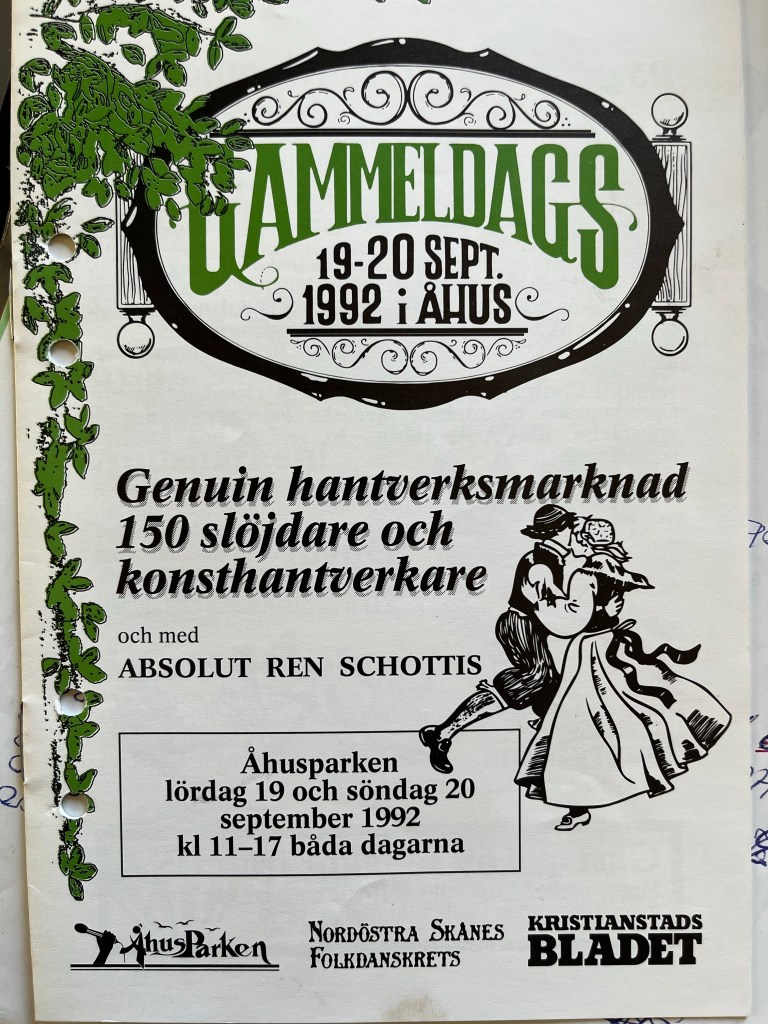 GAMMELDAGS
19-20 SEPT.
1992 i ÅHUS
Genuin hantverksmarknad
150 slöjdare och
konsthantverkare
och med
ABSOLUT REN SCHOTTIS
Åhusparken
lördag 19 och söndag 20
september 1992
kl 11–17 båda dagarna
ÅhusParken
NORDÖSTRA SKÅNES
FOLKDANSKRETS
KRISTIANSTADS
BLADET